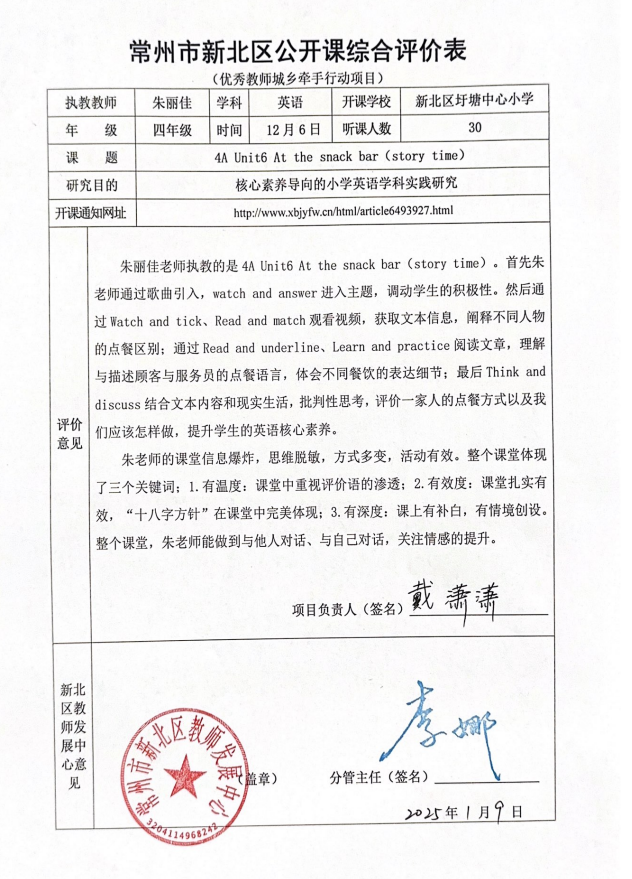 常州市新北区公开课综合评价表
（优秀教师城乡牵手行动项目）
执教教师 朱丽佳 学科 英语 开课学校 新北区圩塘中心小学
年 级 四年级 时间 12月6日 听课人数 30
课 题 4A Unit6 At the snack bar（story time）
研究目的 核心素养导向的小学英语学科实践研究
开课通知网址 http://www.xbjyfw.cn/html/article6493927.html
评价
意见
朱丽佳老师执教的是 4A Unit6 At the snack bar（story time）。首先朱
老师通过歌曲引入，watch and answer 进入主题，调动学生的积极性。然后通
过 Watch and tick、Read and match 观看视频，获取文本信息，阐释不同人物
的点餐区别；通过 Read and underline、Learn and practice 阅读文章，理解
与描述顾客与服务员的点餐语言，体会不同餐饮的表达细节；最后 Think and
discuss 结合文本内容和现实生活，批判性思考，评价一家人的点餐方式以及我
们应该怎样做，提升学生的英语核心素养。
朱老师的课堂信息爆炸，思维脱敏，方式多变，活动有效。整个课堂体现
了三个关键词；1.有温度：课堂中重视评价语的渗透；2.有效度：课堂扎实有
效，“十八字方针”在课堂中完美体现；3.有深度：课上有补白，有情境创设。
整个课堂，朱老师能做到与他人对话、与自己对话，关注情感的提升。
项目负责人（签名） 戴潇潇
新北
区教
师发
展中
心意
见
常州市新北区教师发展中心
3204114968242
（盖章）
分管主任（签名） 李娜
2025年1月9日